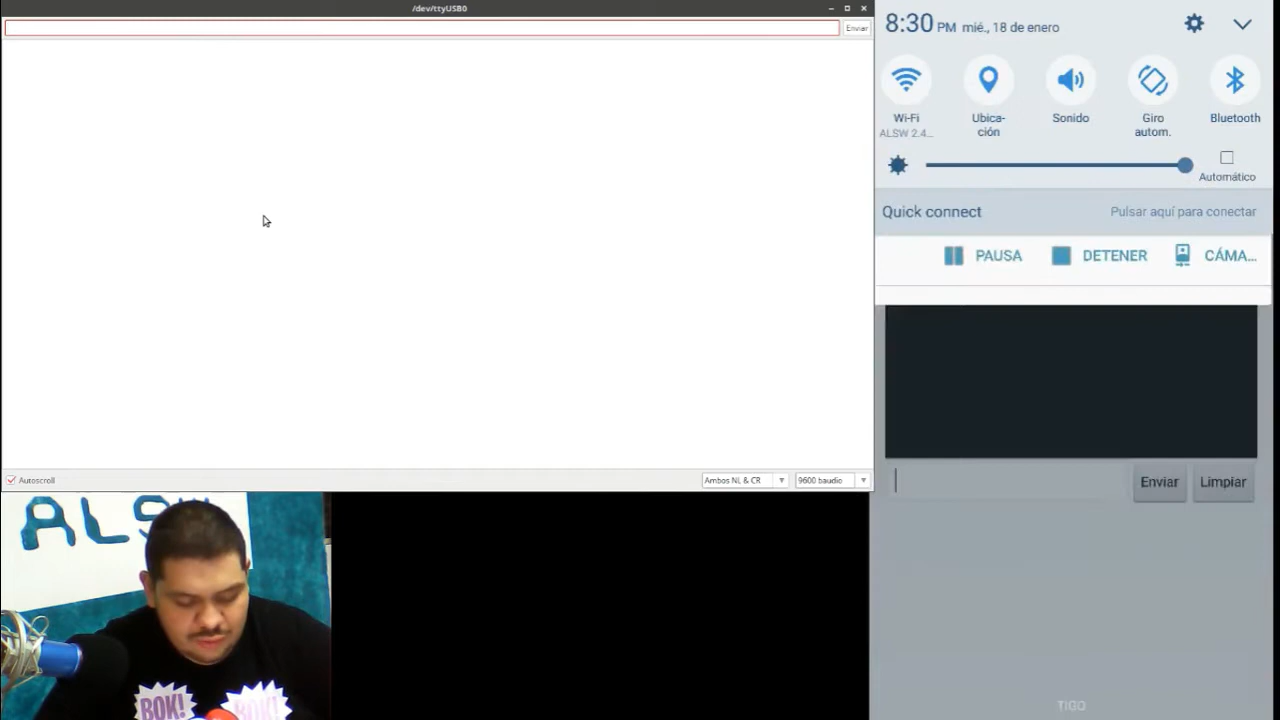 /dev/ttyUSB0
Enviar
Autoscroll
Ambos NL & CR
9600 baudio
8:30 PM mié., 18 de enero
Wi-Fi
ALSW 2.4...
Ubica-
ción
Sonido
Giro
autom.
Bluetooth
Automático
Quick connect
Pulsar aquí para conectar
PAUSA
DETENER
CÁMA...
Enviar
Limpiar
TIGO
ALSW
BOK!
BOK!